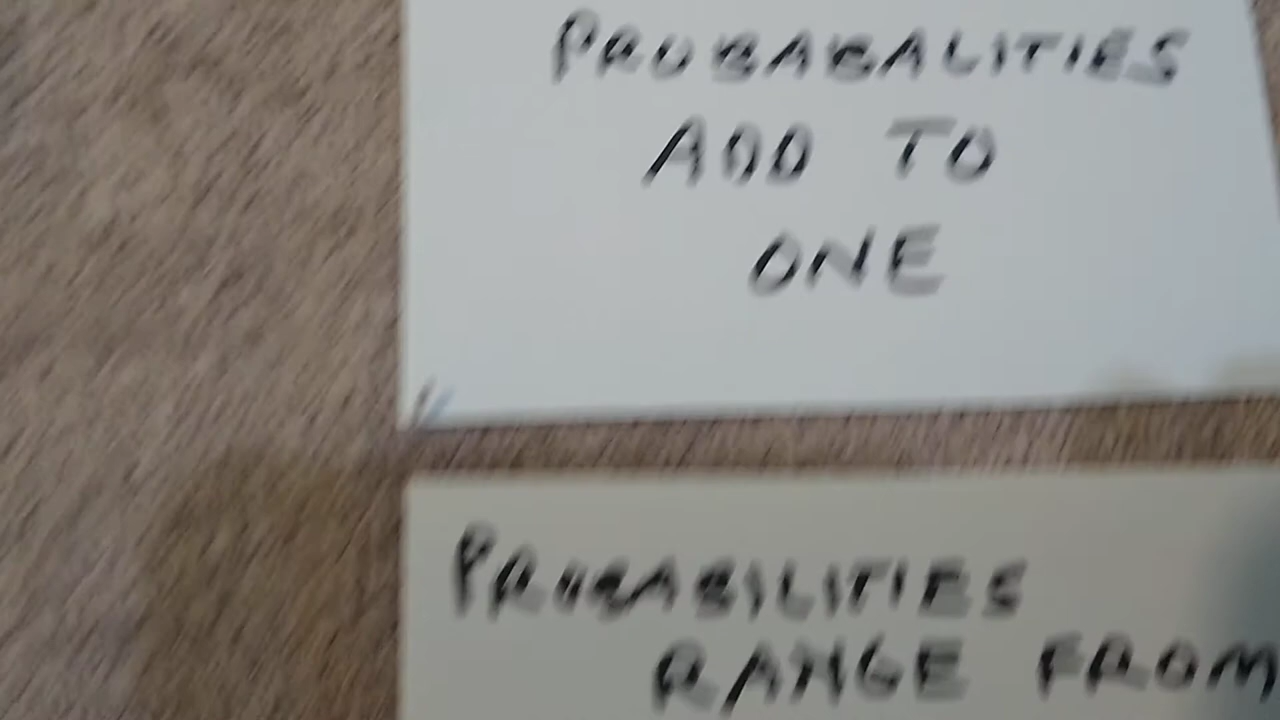 PROBABALITIES
ADD TO
ONE
PROBABILITIES
RANGE FROM